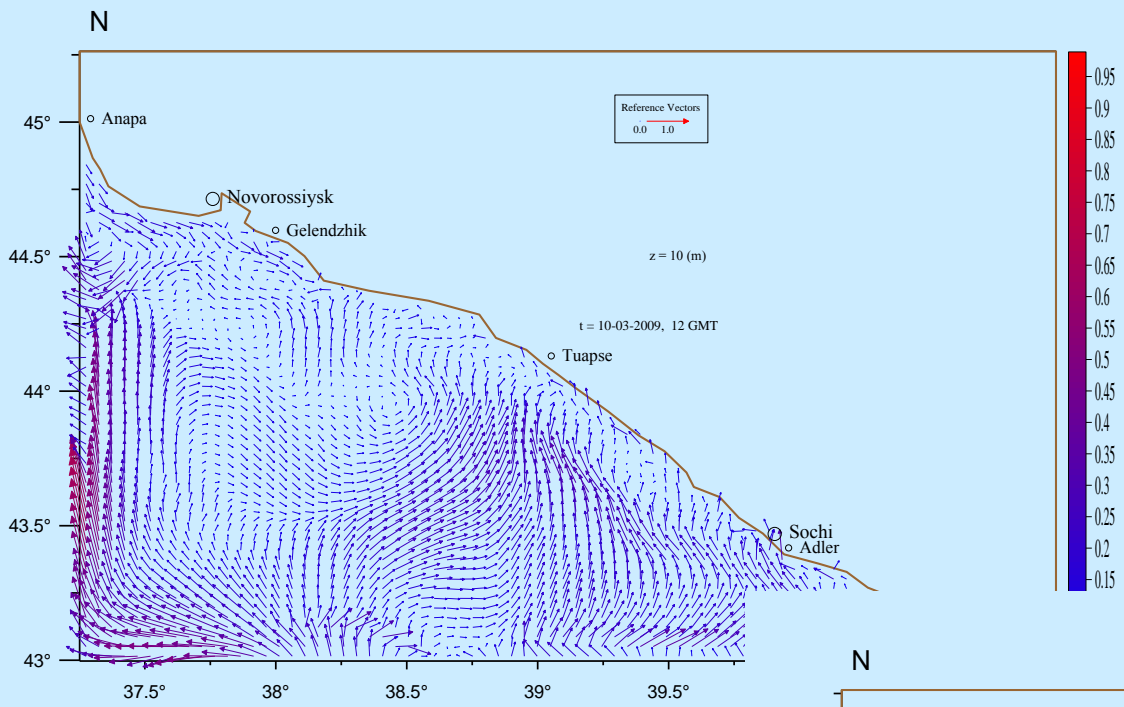 N
0.95
0.9
0.85
0.8
0.75
0.7
0.65
0.6
0.55
0.5
0.45
0.4
0.35
0.3
0.25
0.2
0.15
Reference Vectors
0.0 1.0
45°
Anapa
Novorossiysk
Gelendzhik
44.5°
z = 10 (m)
t = 10-03-2009, 12 GMT
Tuapse
44°
43.5°
Sochi
Adler
43°
37.5° 38° 38.5° 39° 39.5°
N